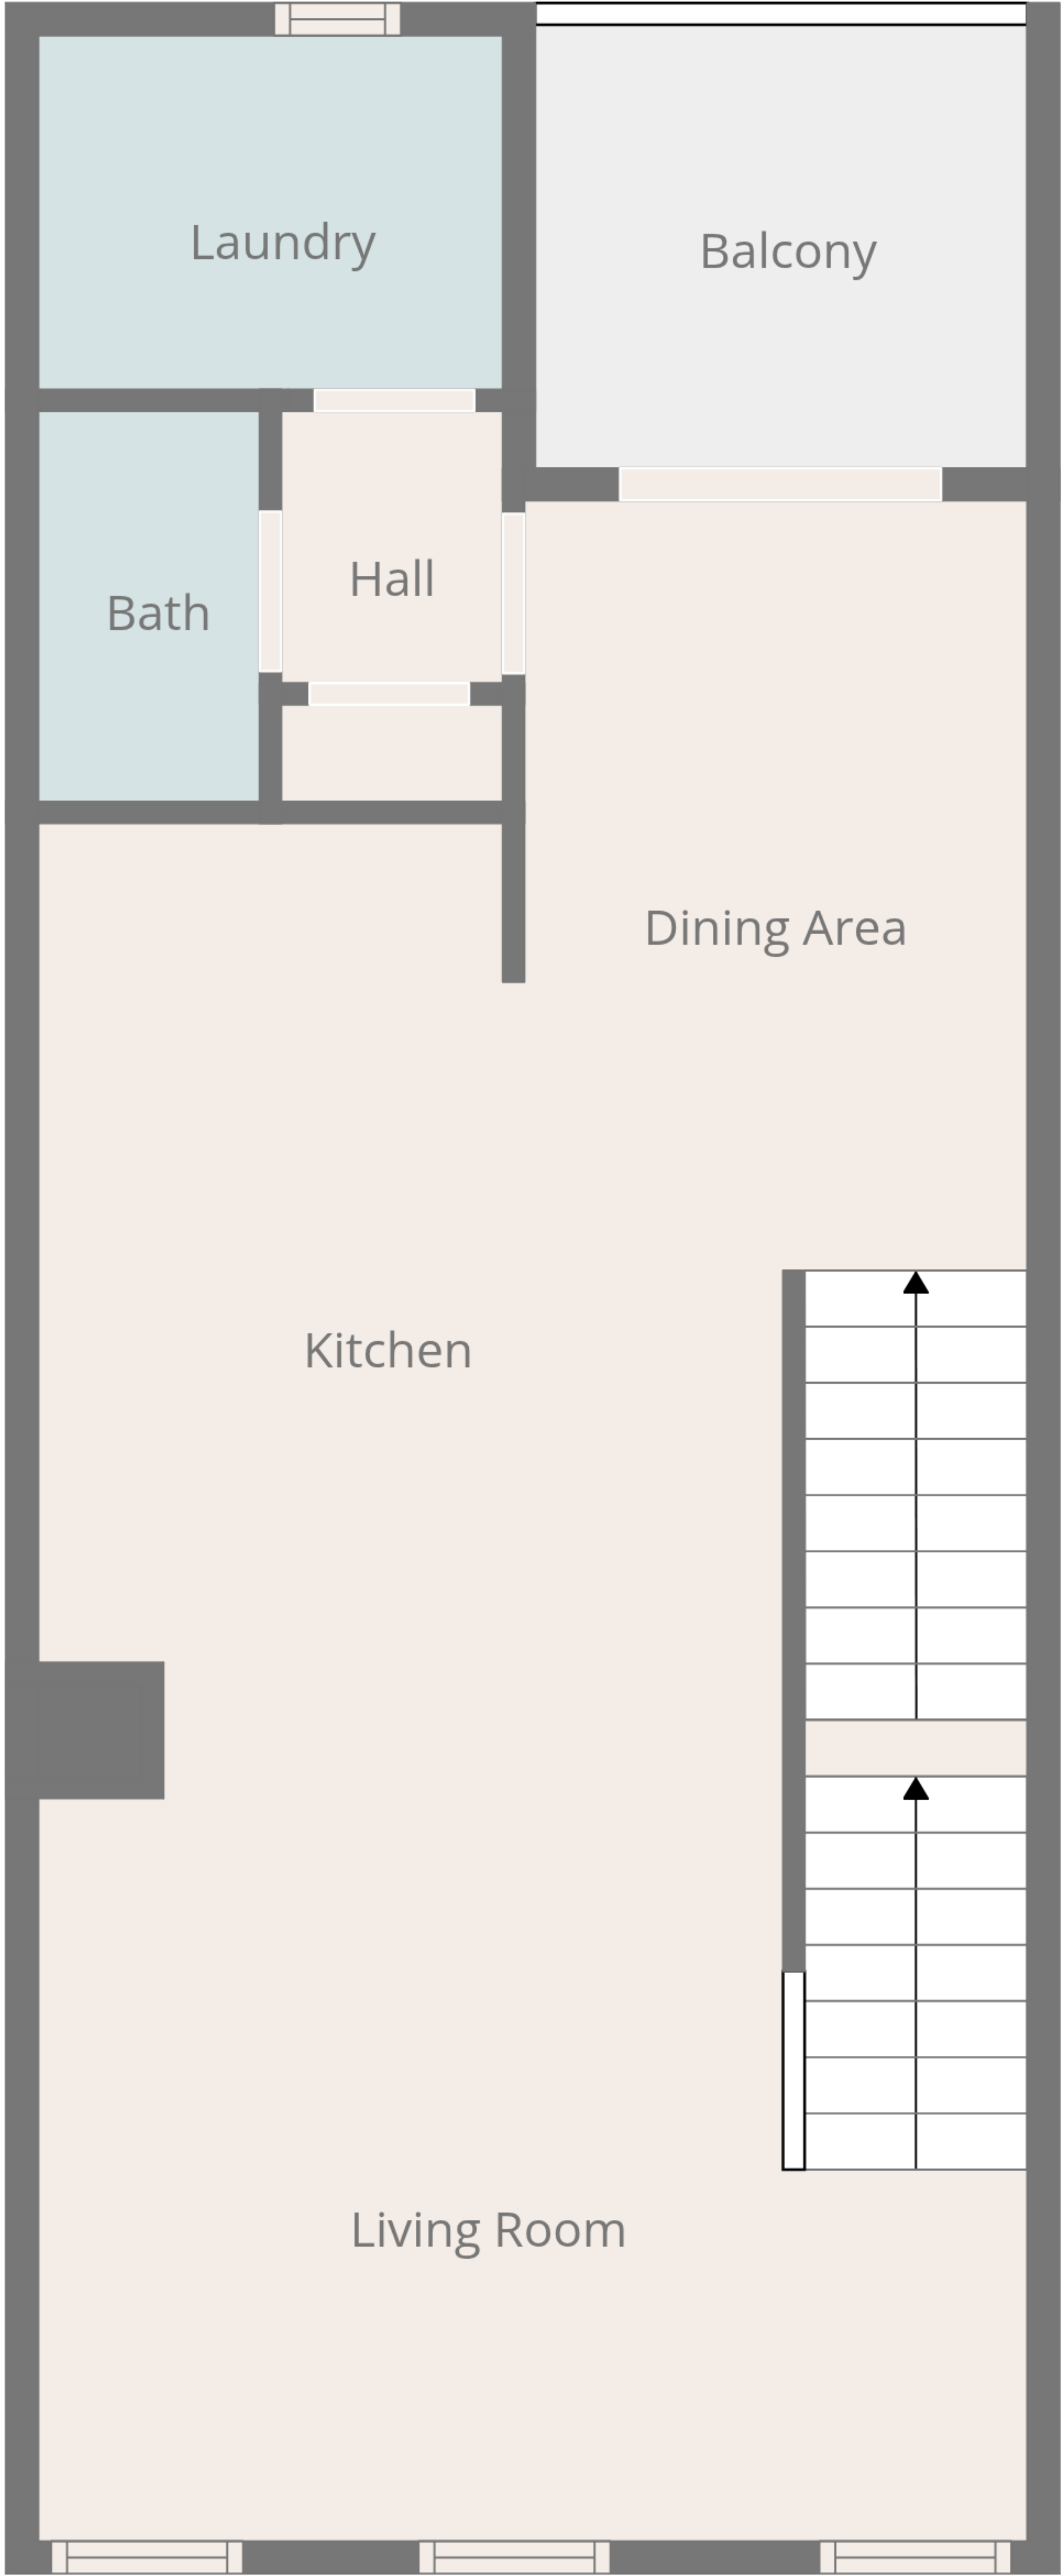 Laundry
Balcony
Hall
Bath
Dining Area
Kitchen
Living Room